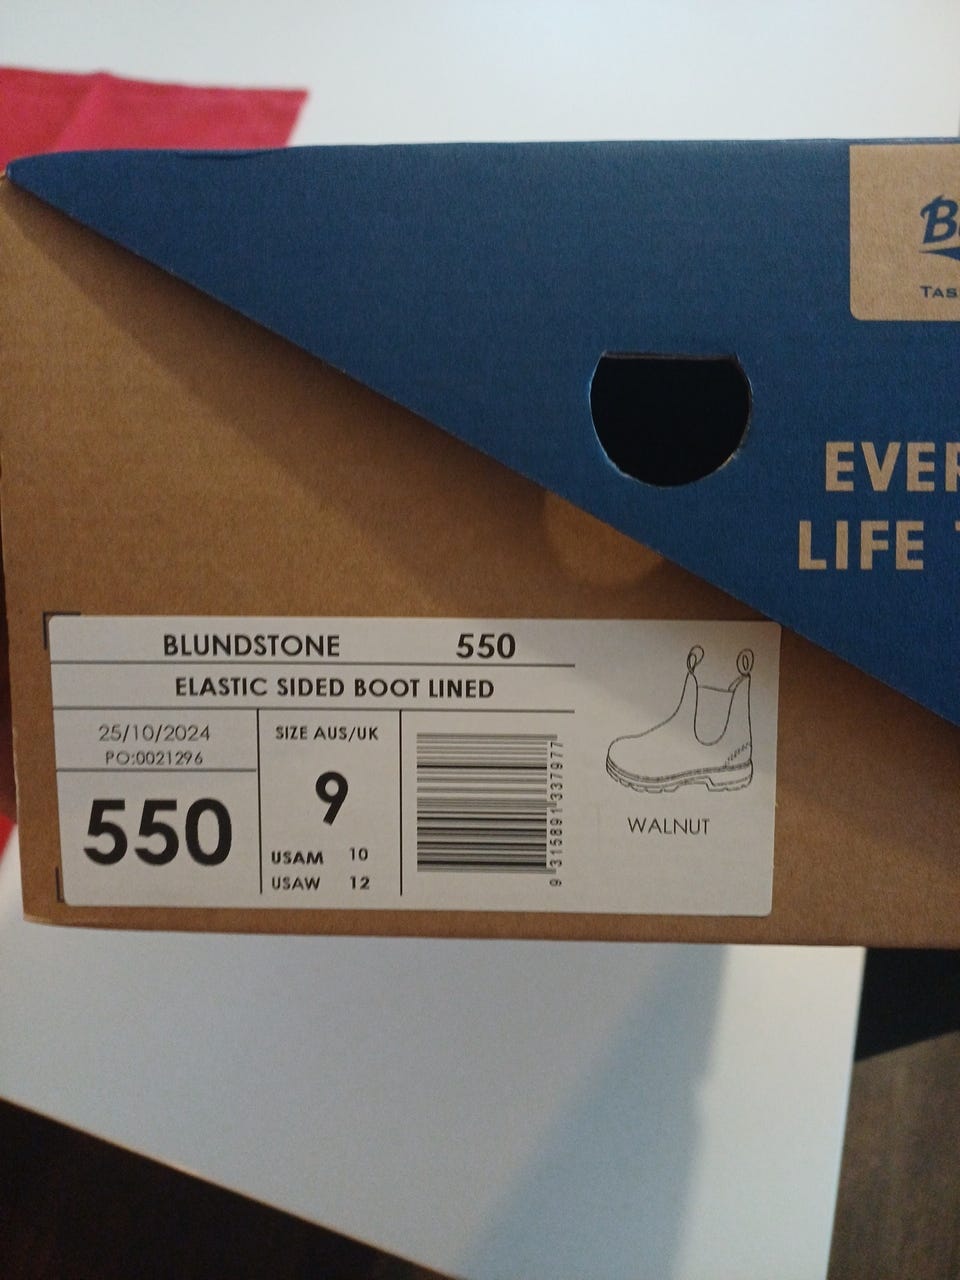 B
TAS
EVER
LIFE
BLUNDSTONE 550
ELASTIC SIDED BOOT LINED
25/10/2024
PO:0021296
550
SIZE AUS/UK
9
USAM 10
USAW 12
9 315891 337977
WALNUT